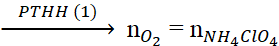 PTHH (1)
n_{O_2} = n_{NH_4ClO_4}